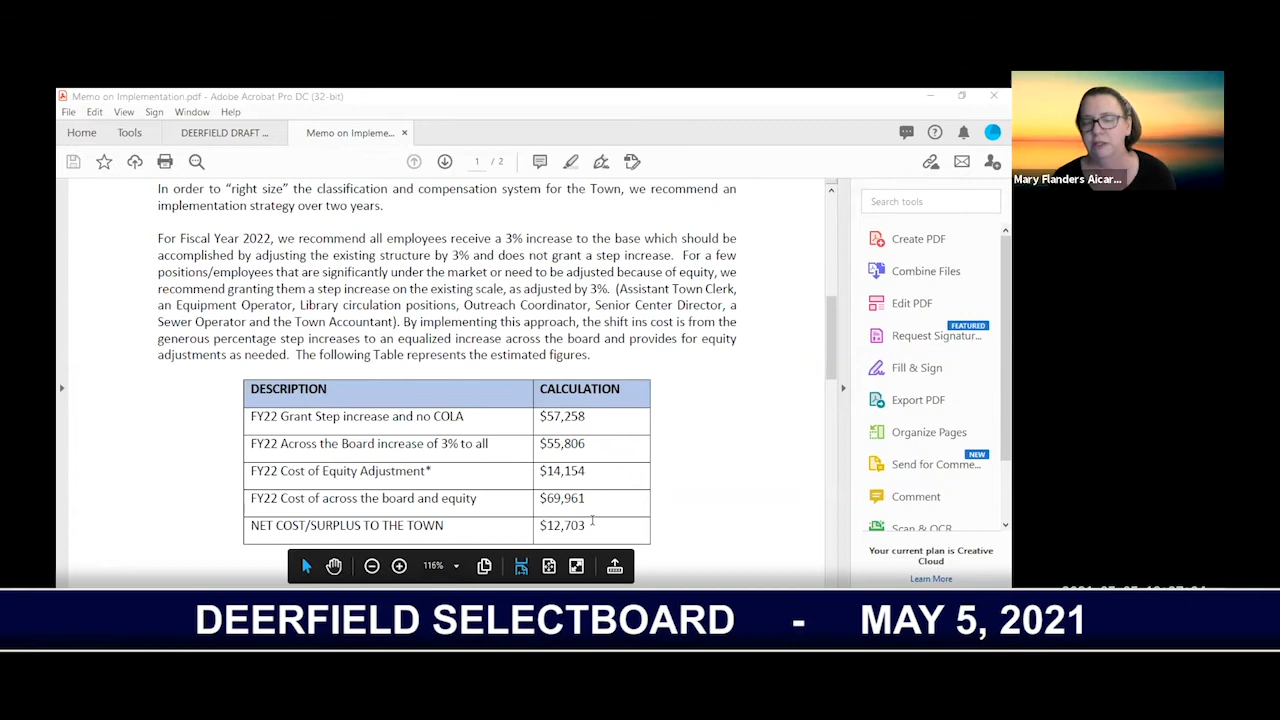 Memo on Implementation.pdf - Adobe Acrobat Pro DC (32-bit)
File Edit View Sign Window Help
Home Tools DEERFIELD DRAFT ... Memo on Impleme... ×
1 / 2
In order to “right size” the classification and compensation system for the Town, we recommend an
implementation strategy over two years.
For Fiscal Year 2022, we recommend all employees receive a 3% increase to the base which should be
accomplished by adjusting the existing structure by 3% and does not grant a step increase. For a few
positions/employees that are significantly under the market or need to be adjusted because of equity, we
recommend granting them a step increase on the existing scale, as adjusted by 3%. (Assistant Town Clerk,
an Equipment Operator, Library circulation positions, Outreach Coordinator, Senior Center Director, a
Sewer Operator and the Town Accountant). By implementing this approach, the shift ins cost is from the
generous percentage step increases to an equalized increase across the board and provides for equity
adjustments as needed. The following Table represents the estimated figures.
DESCRIPTION CALCULATION
FY22 Grant Step increase and no COLA $57,258
FY22 Across the Board increase of 3% to all $55,806
FY22 Cost of Equity Adjustment* $14,154
FY22 Cost of across the board and equity $69,961
NET COST/SURPLUS TO THE TOWN $12,703
116%
Search tools
Create PDF
Combine Files
Edit PDF
FEATURED
Request Signatur...
Fill & Sign
Export PDF
Organize Pages
NEW
Send for Comme...
Comment
Scan & OCR
Your current plan is Creative
Cloud
Learn More
Mary Flanders Aicar...
DEERFIELD SELECTBOARD - MAY 5, 2021